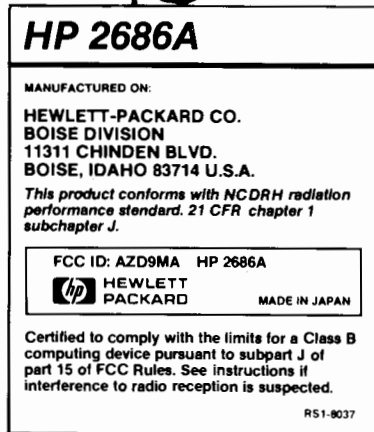 HP 2686A
MANUFACTURED ON:
HEWLETT-PACKARD CO.
BOISE DIVISION
11311 CHINDEN BLVD.
BOISE, IDAHO 83714 U.S.A.
This product conforms with NCDRH radiation
performance stendard. 21 CFR chapter 1
subchapter J.
FCC ID: AZD9MA HP 2686A
hp HEWLETT
PACKARD MADE IN JAPAN
Certified to comply with the limits for a Class B
computing device pursuant to subpart J of
part 15 of FCC Rules. See instructions if
interference to radio reception is suspected.
RS1-8037